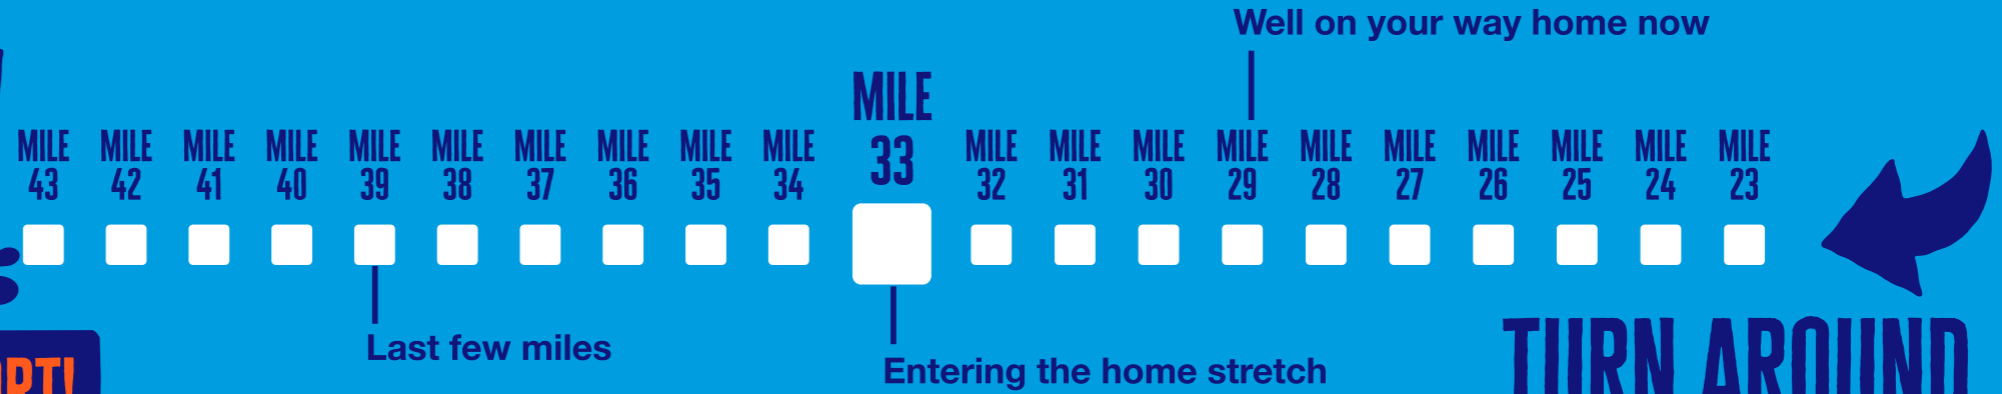 Well on your way home now
MILE 43
MILE 42
MILE 41
MILE 40
MILE 39
MILE 38
MILE 37
MILE 36
MILE 35
MILE 34
MILE 33
MILE 32
MILE 31
MILE 30
MILE 29
MILE 28
MILE 27
MILE 26
MILE 25
MILE 24
MILE 23
Last few miles
Entering the home stretch
TURN AROUND